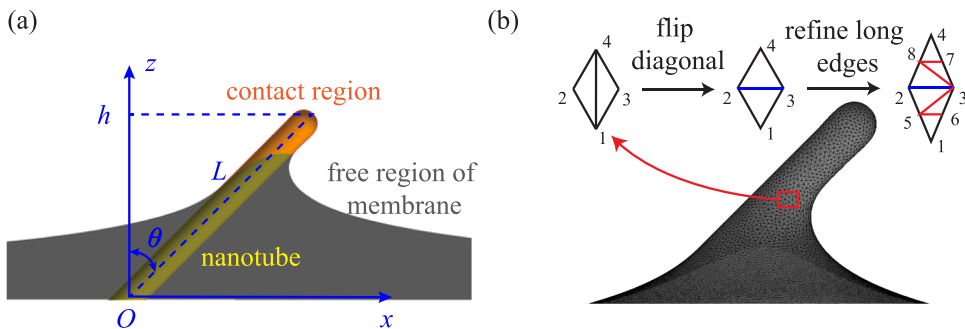 (a)
z
h
contact region
L
free region of
membrane
θ
nanotube
O
x
(b)
flip
diagonal
refine long
edges
4
2
3
1
4
2
3
1
4
8
7
2
3
5
6
1